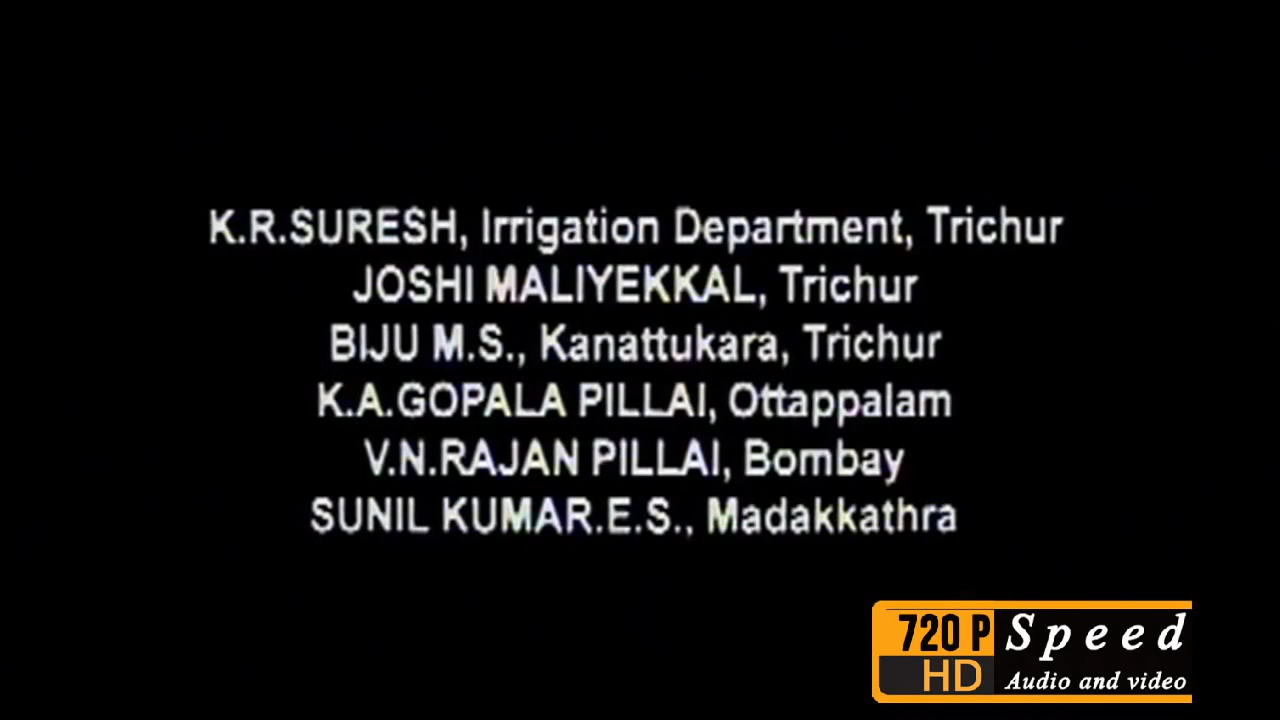 K.R.SURESH, Irrigation Department, Trichur
JOSHI MALIYEKKAL, Trichur
BIJU M.S., Kanattukara, Trichur
K.A.GOPALA PILLAI, Ottappalam
V.N.RAJAN PILLAI, Bombay
SUNIL KUMAR.E.S., Madakkathra
720 P Speed
HD Audio and video